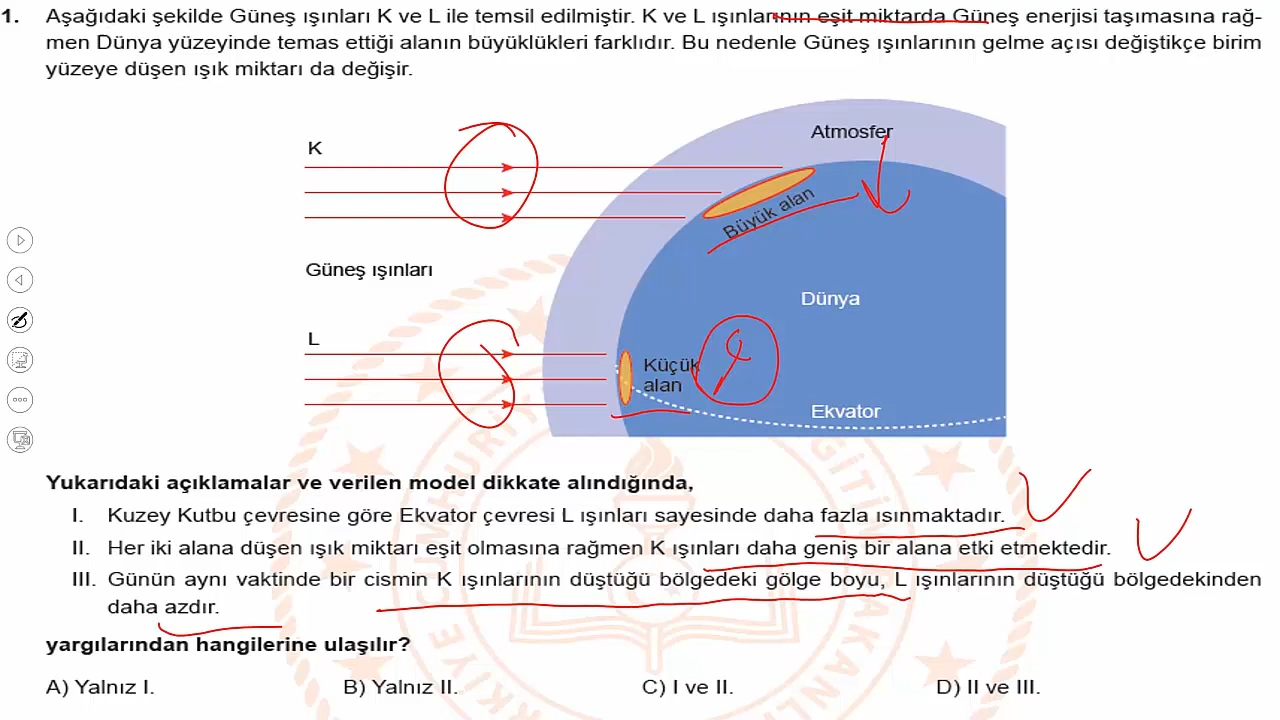 1. Aşağıdaki şekilde Güneş ışınları K ve L ile temsil edilmiştir. K ve L ışınlarının eşit miktarda Güneş enerjisi taşımasına rağ-
men Dünya yüzeyinde temas ettiği alanın büyüklükleri farklıdır. Bu nedenle Güneş ışınlarının gelme açısı değiştikçe birim
yüzeye düşen ışık miktarı da değişir.
Atmosfer
K
Büyük alan
Güneş ışınları
Dünya
L
Küçük
alan
Ekvator
Yukarıdaki açıklamalar ve verilen model dikkate alındığında,
I. Kuzey Kutbu çevresine göre Ekvator çevresi L ışınları sayesinde daha fazla ısınmaktadır.
II. Her iki alana düşen ışık miktarı eşit olmasına rağmen K ışınları daha geniş bir alana etki etmektedir.
III. Günün aynı vaktinde bir cismin K ışınlarının düştüğü bölgedeki gölge boyu, L ışınlarının düştüğü bölgedekinden
daha azdır.
yargılarından hangilerine ulaşılır?
A) Yalnız I. B) Yalnız II. C) I ve II. D) II ve III.